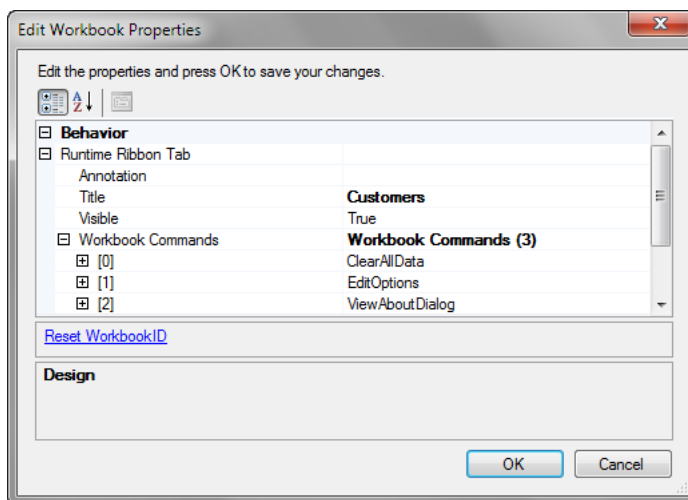 Edit Workbook Properties
Edit the properties and press OK to save your changes.
A
Z
Behavior
Runtime Ribbon Tab
Annotation
Title Customers
Visible True
Workbook Commands Workbook Commands (3)
[0] ClearAllData
[1] EditOptions
[2] ViewAboutDialog
Reset WorkbookID
Design
OK Cancel